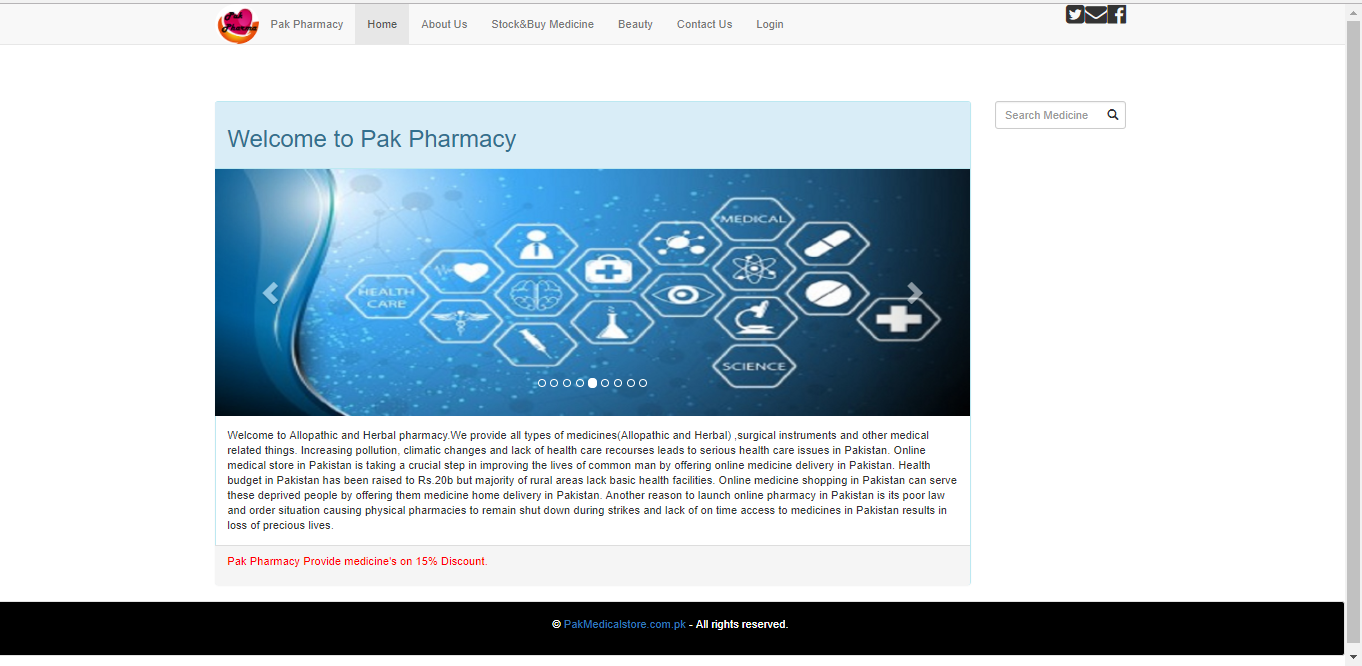 Pak
Pharma
Pak Pharmacy Home About Us Stock&Buy Medicine Beauty Contact Us Login
Welcome to Pak Pharmacy
Search Medicine
MEDICAL
HEALTH
CARE
SCIENCE
Welcome to Allopathic and Herbal pharmacy.We provide all types of medicines(Allopathic and Herbal) ,surgical instruments and other medical
related things. Increasing pollution, climatic changes and lack of health care recourses leads to serious health care issues in Pakistan. Online
medical store in Pakistan is taking a crucial step in improving the lives of common man by offering online medicine delivery in Pakistan. Health
budget in Pakistan has been raised to Rs.20b but majority of rural areas lack basic health facilities. Online medicine shopping in Pakistan can serve
these deprived people by offering them medicine home delivery in Pakistan. Another reason to launch online pharmacy in Pakistan is its poor law
and order situation causing physical pharmacies to remain shut down during strikes and lack of on time access to medicines in Pakistan results in
loss of precious lives.
Pak Pharmacy Provide medicine's on 15% Discount.
© PakMedicalstore.com.pk - All rights reserved.